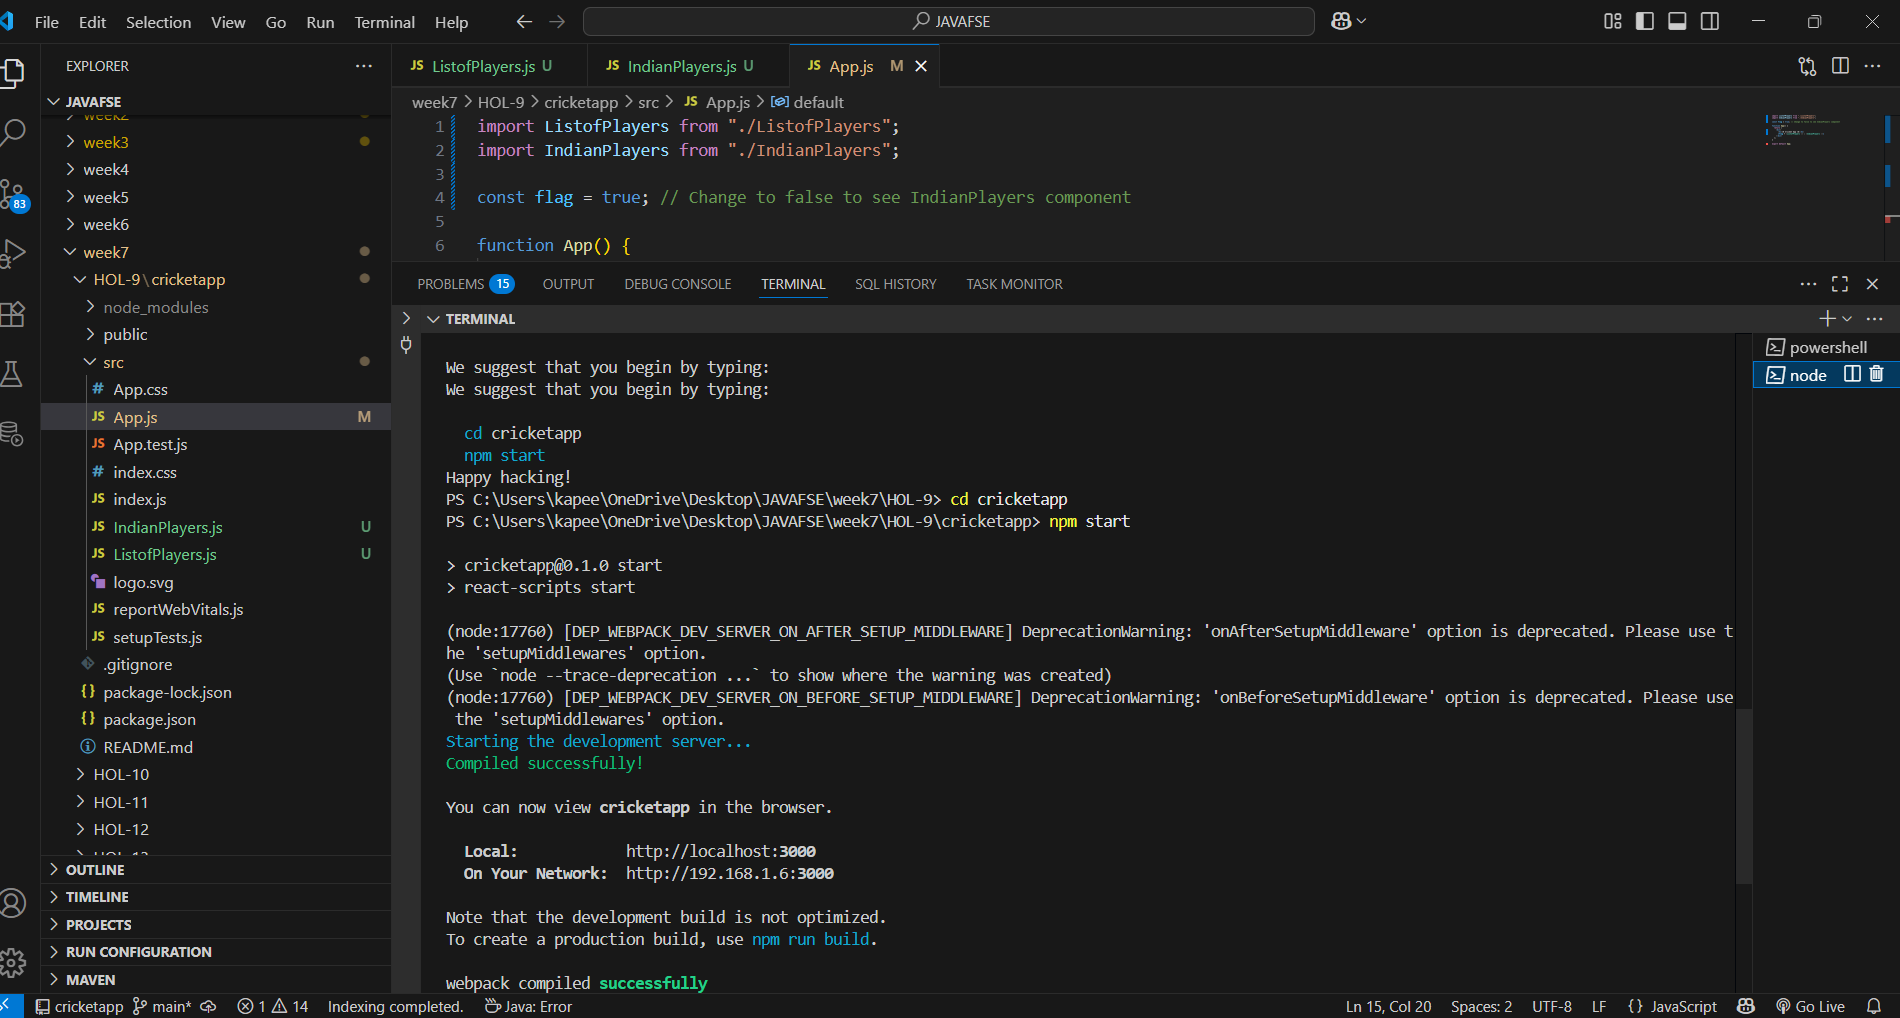 File Edit Selection View Go Run Terminal Help
JAVAFSE
EXPLORER
JAVAFSE
week2
week3
week4
week5
week6
week7
HOL-9\cricketapp
node_modules
public
src
# App.css
JS App.js M
JS App.test.js
# index.css
JS index.js
JS IndianPlayers.js U
JS ListofPlayers.js U
logo.svg
JS reportWebVitals.js
JS setupTests.js
.gitignore
{} package-lock.json
{} package.json
README.md
HOL-10
HOL-11
HOL-12
OUTLINE
TIMELINE
PROJECTS
RUN CONFIGURATION
MAVEN
83
JS ListofPlayers.js U
JS IndianPlayers.js U
JS App.js M
week7 > HOL-9 > cricketapp > src > JS App.js > default
1 import ListofPlayers from "./ListofPlayers";
2 import IndianPlayers from "./IndianPlayers";
3
4 const flag = true; // Change to false to see IndianPlayers component
5
6 function App() {
PROBLEMS 15 OUTPUT DEBUG CONSOLE TERMINAL SQL HISTORY TASK MONITOR
TERMINAL
powershell
node
We suggest that you begin by typing:
We suggest that you begin by typing:
cd cricketapp
npm start
Happy hacking!
PS C:\Users\kapee\OneDrive\Desktop\JAVAFSE\week7\HOL-9> cd cricketapp
PS C:\Users\kapee\OneDrive\Desktop\JAVAFSE\week7\HOL-9\cricketapp> npm start
> cricketapp@0.1.0 start
> react-scripts start
(node:17760) [DEP_WEBPACK_DEV_SERVER_ON_AFTER_SETUP_MIDDLEWARE] DeprecationWarning: 'onAfterSetupMiddleware' option is deprecated. Please use t
he 'setupMiddlewares' option.
(Use `node --trace-deprecation ...` to show where the warning was created)
(node:17760) [DEP_WEBPACK_DEV_SERVER_ON_BEFORE_SETUP_MIDDLEWARE] DeprecationWarning: 'onBeforeSetupMiddleware' option is deprecated. Please use
the 'setupMiddlewares' option.
Starting the development server...
Compiled successfully!
You can now view cricketapp in the browser.
Local: http://localhost:3000
On Your Network: http://192.168.1.6:3000
Note that the development build is not optimized.
To create a production build, use npm run build.
webpack compiled successfully
cricketapp main* 1 14 Indexing completed. Java: Error Ln 15, Col 20 Spaces: 2 UTF-8 LF {} JavaScript Go Live